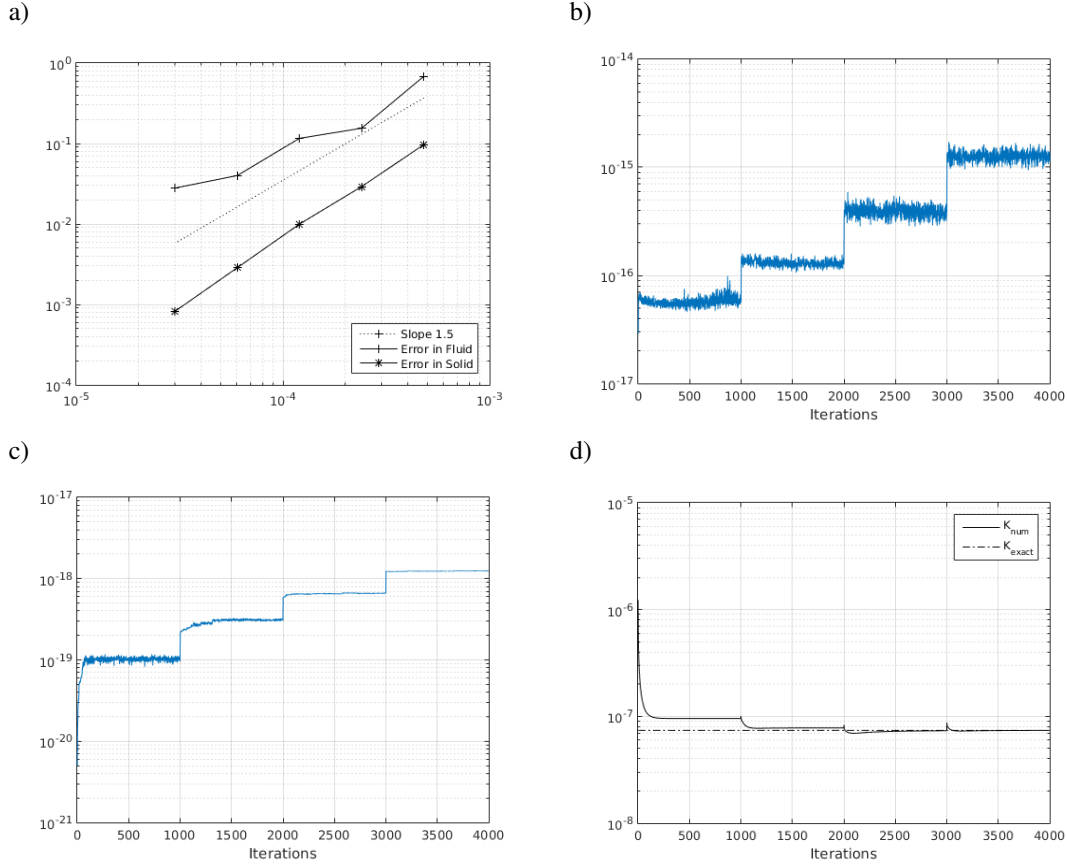 a)
10^0
10^-1
10^-2
10^-3
10^-4
10^-5
10^-4
10^-3
Slope 1.5
Error in Fluid
Error in Solid
b)
10^-14
10^-15
10^-16
10^-17
0 500 1000 1500 2000 2500 3000 3500 4000
Iterations
c)
10^-17
10^-18
10^-19
10^-20
10^-21
0 500 1000 1500 2000 2500 3000 3500 4000
Iterations
d)
10^-5
10^-6
10^-7
10^-8
0 500 1000 1500 2000 2500 3000 3500 4000
Iterations
K_num
K_exact